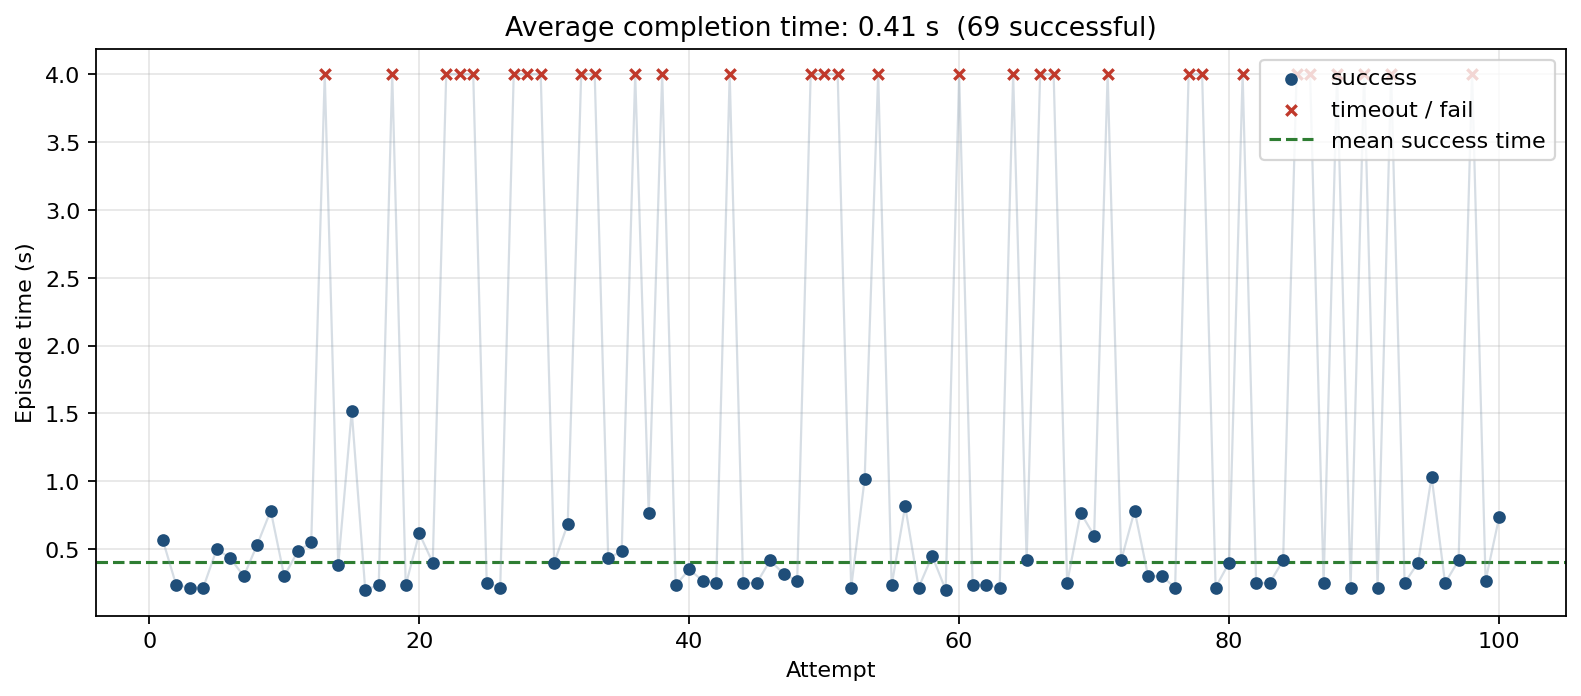 Average completion time: 0.41 s  (69 successful)
4.0
3.5
3.0
2.5
2.0
1.5
1.0
0.5
Episode time (s)
success
timeout / fail
mean success time
0
20
40
60
80
100
Attempt